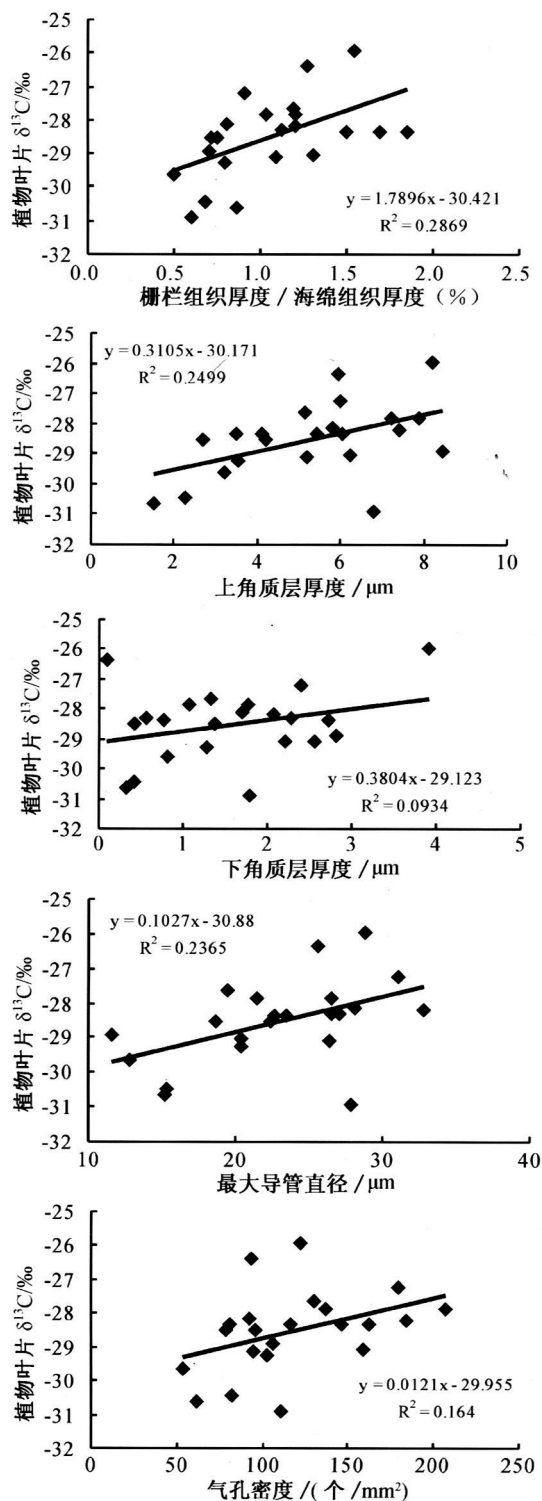 植物叶片 δ¹³C/‰
-25
-26
-27
-28
-29
-30
-31
-32
y = 1.7896x - 30.421
R² = 0.2869
0.0 0.5 1.0 1.5 2.0 2.5
栅栏组织厚度 / 海绵组织厚度（%）
植物叶片 δ¹³C/‰
-25
-26
-27
-28
-29
-30
-31
-32
y = 0.3105x - 30.171
R² = 0.2499
0 2 4 6 8 10
上角质层厚度 /μm
植物叶片 δ¹³C/‰
-25
-26
-27
-28
-29
-30
-31
-32
y = 0.3804x - 29.123
R² = 0.0934
0 1 2 3 4 5
下角质层厚度 /μm
植物叶片 δ¹³C/‰
-25
-26
-27
-28
-29
-30
-31
-32
y = 0.1027x - 30.88
R² = 0.2365
10 20 30 40
最大导管直径/μm
植物叶片 δ¹³C/‰
-25
-26
-27
-28
-29
-30
-31
-32
y = 0.0121x - 29.955
R² = 0.164
0 50 100 150 200 250
气孔密度 /( 个 /mm²)